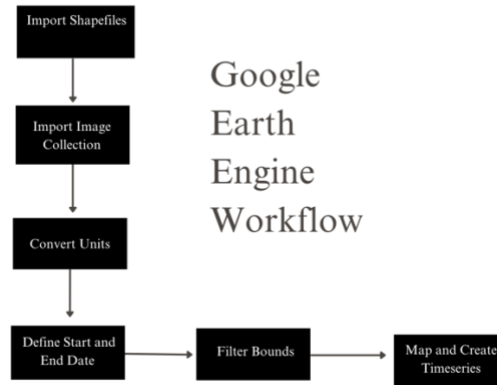 Import Shapefiles
Google
Earth
Engine
Workflow
Import Image
Collection
Convert Units
Define Start and
End Date
Filter Bounds
Map and Create
Timeseries